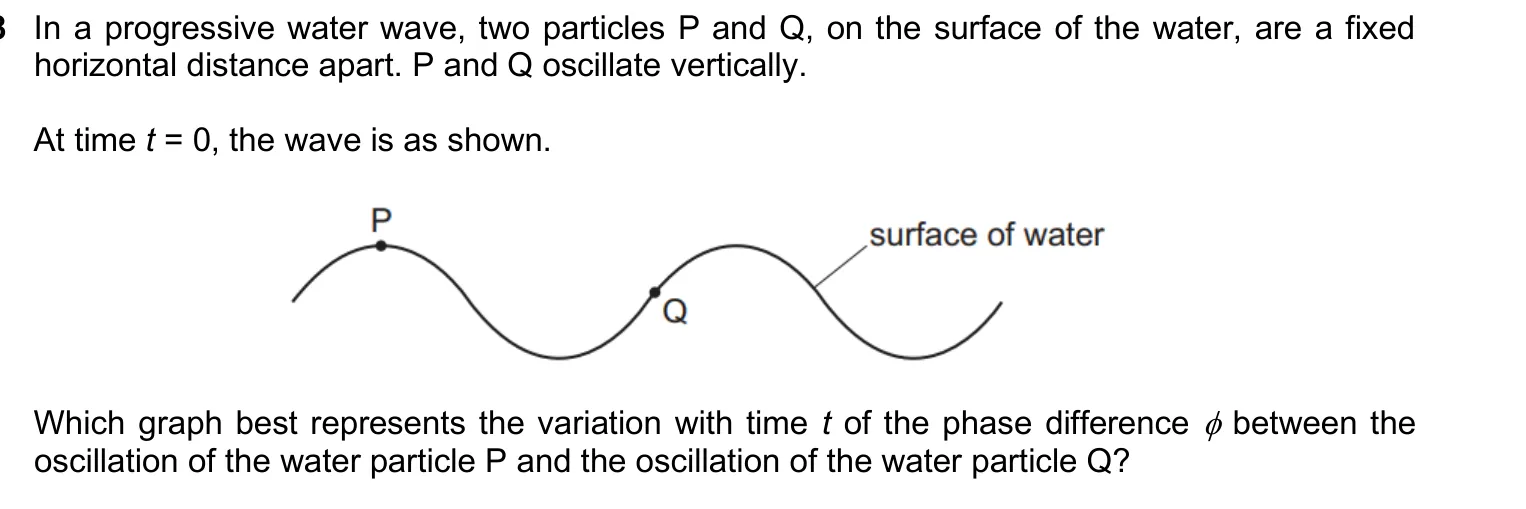 3 In a progressive water wave, two particles P and Q, on the surface of the water, are a fixed
horizontal distance apart. P and Q oscillate vertically.
At time t = 0, the wave is as shown.
P
surface of water
Q
Which graph best represents the variation with time t of the phase difference ϕ between the
oscillation of the water particle P and the oscillation of the water particle Q?